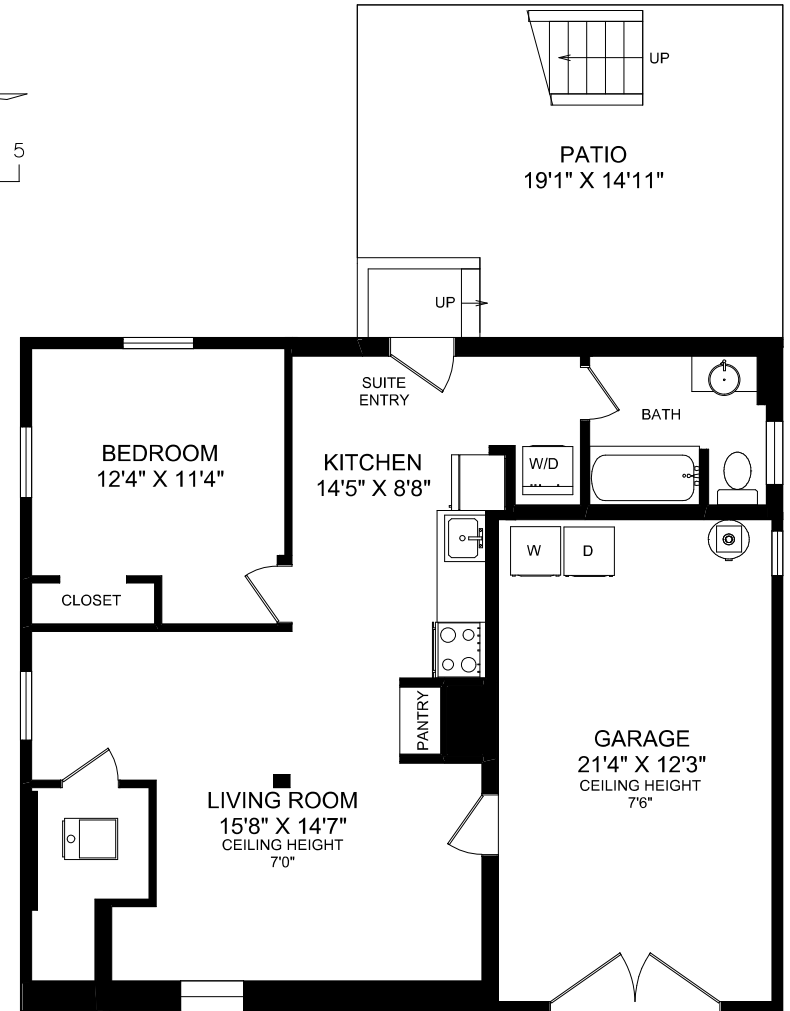 UP
5
PATIO
19'1" X 14'11"
UP
SUITE
ENTRY
BATH
BEDROOM
12'4" X 11'4"
KITCHEN
14'5" X 8'8"
W/D
W
D
CLOSET
PANTRY
GARAGE
21'4" X 12'3"
CEILING HEIGHT
7'6"
LIVING ROOM
15'8" X 14'7"
CEILING HEIGHT
7'0"